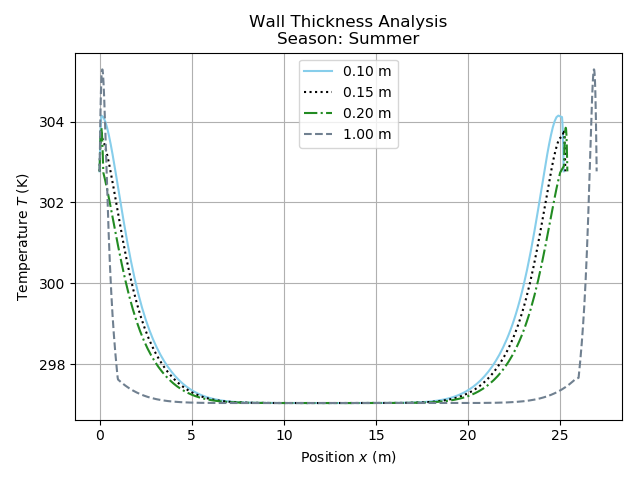 Wall Thickness Analysis
Season: Summer
0.10 m
0.15 m
0.20 m
1.00 m
Temperature T (K)
304
302
300
298
0 5 10 15 20 25
Position x (m)